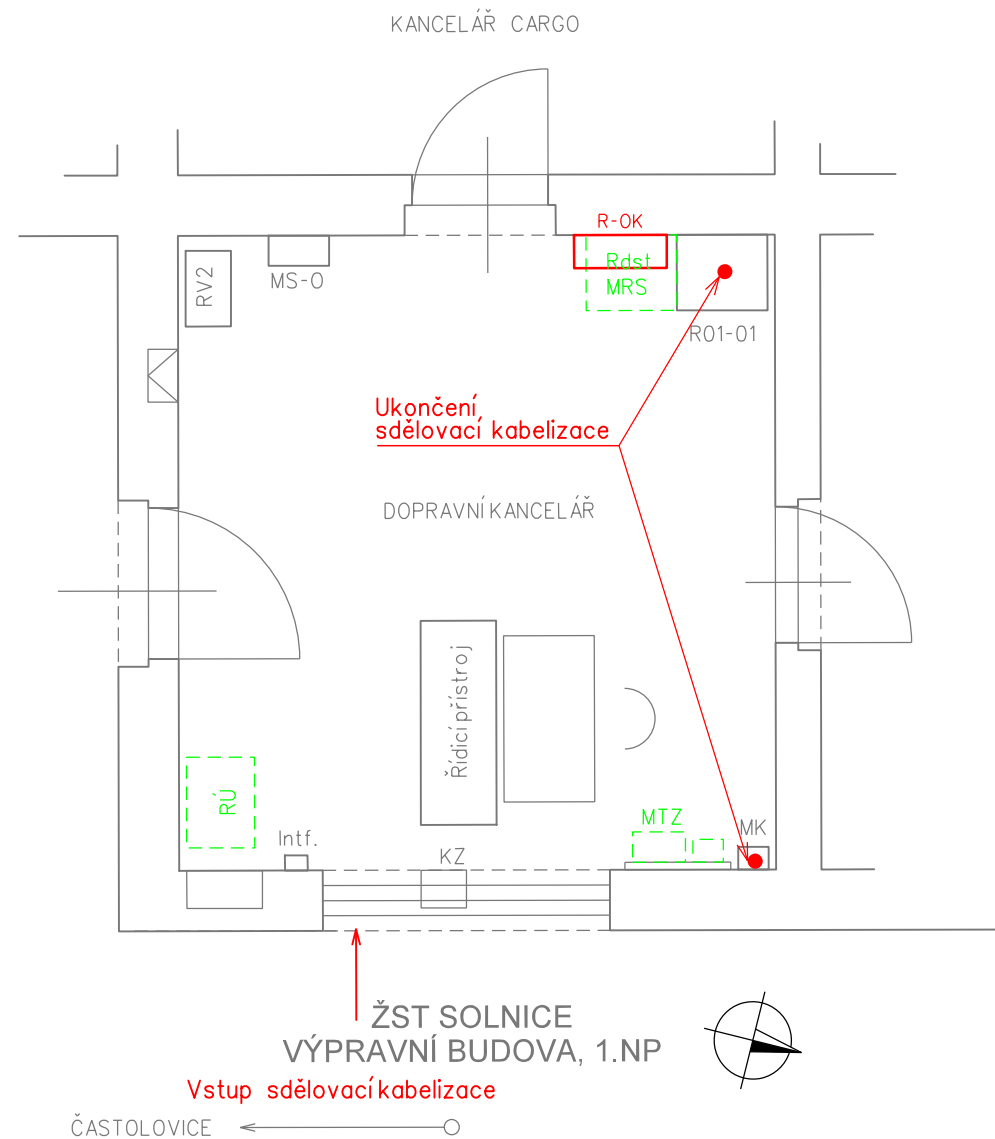 KANCELÁŘ CARGO
R-OK
Rdst
MRS
RV2
MS-O
R01-01
Ukončení
sdělovací kabelizace
DOPRAVNÍ KANCELÁŘ
Řídicí přístroj
RÚ
Intf.
KZ
MTZ
MK
ŽST SOLNICE
VÝPRAVNÍ BUDOVA, 1.NP
Vstup sdělovací kabelizace
ČASTOLOVICE